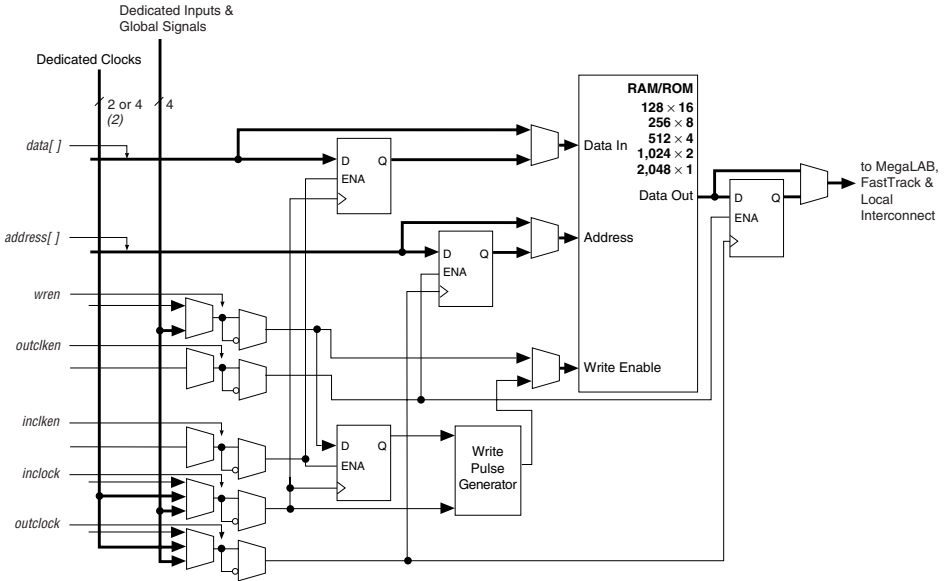 Dedicated Inputs &
Global Signals
Dedicated Clocks
2 or 4
(2)
4
RAM/ROM
128 × 16
256 × 8
512 × 4
1,024 × 2
2,048 × 1
data[ ]
D Q
ENA
Data In
Data Out
D Q
ENA
to MegaLAB,
FastTrack &
Local
Interconnect
address[ ]
D Q
ENA
Address
wren
outclken
Write Enable
inclken
D Q
ENA
Write
Pulse
Generator
inclock
outclock